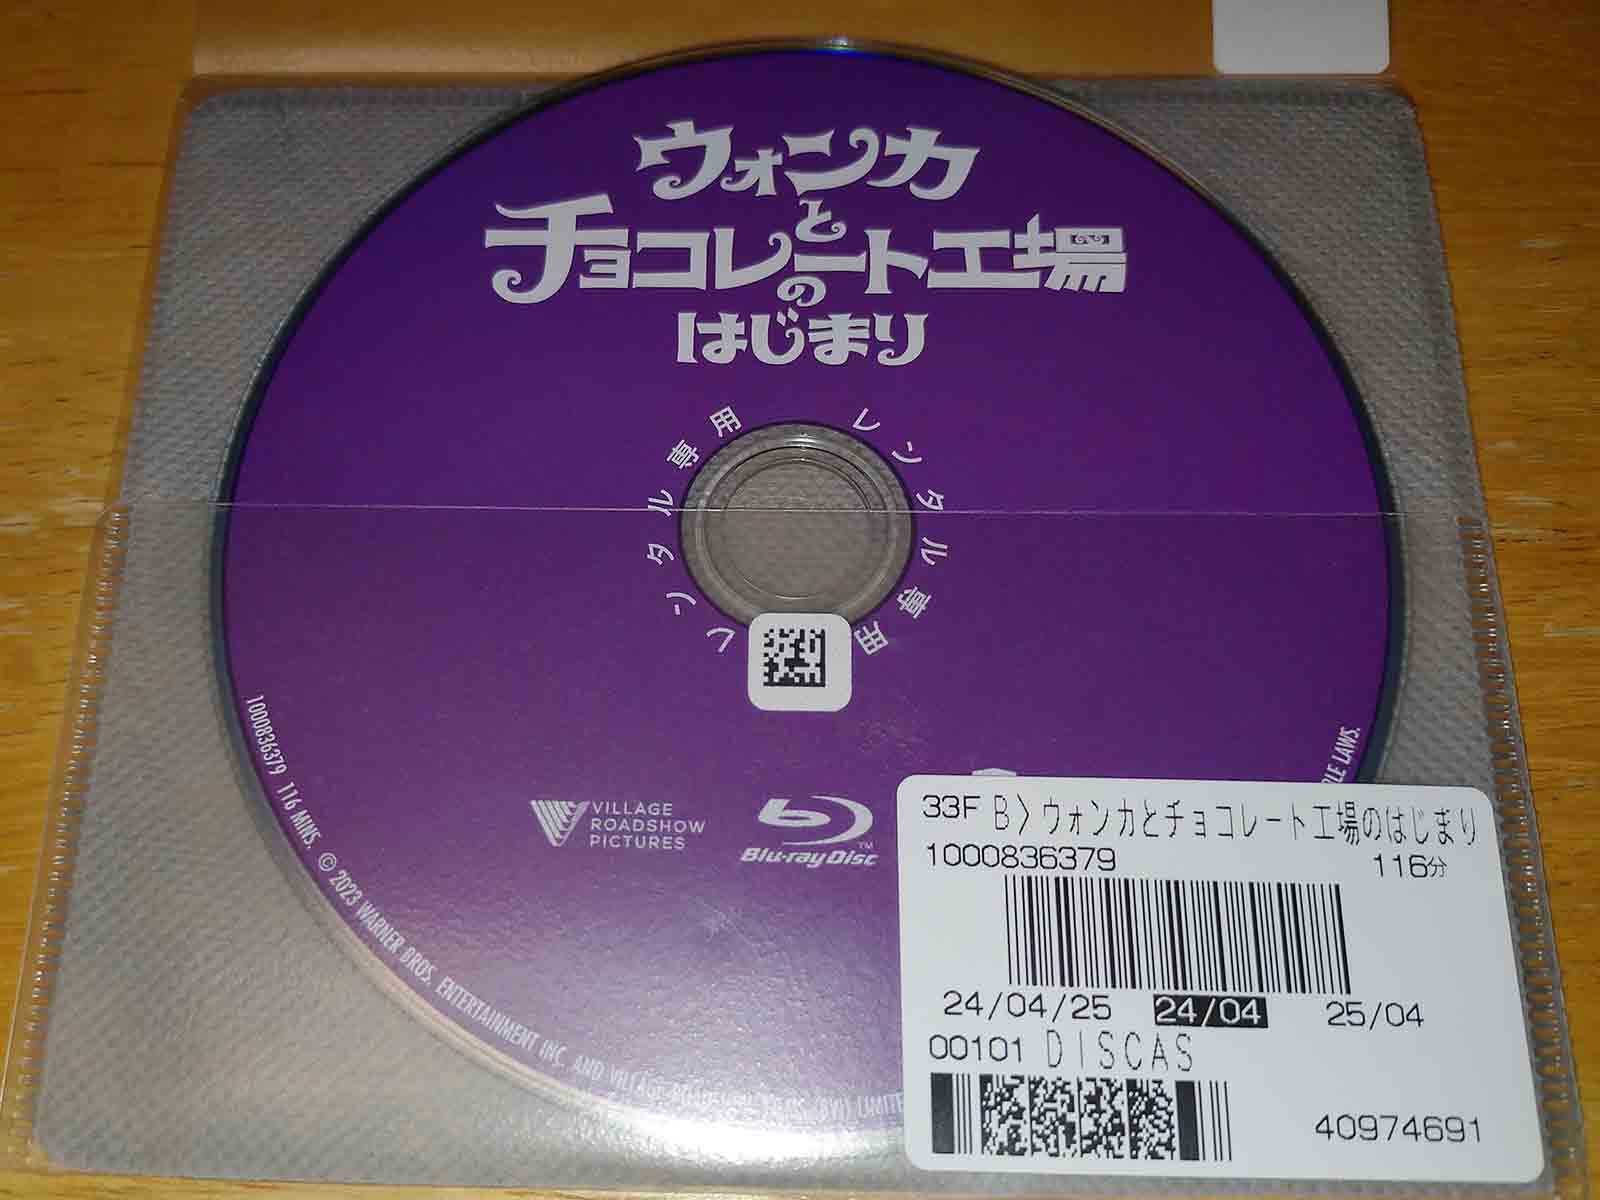 ウォンカ
と
チョコレート工場
の
はじまり
レンタル専用
レンタル専用
VILLAGE
ROADSHOW
PICTURES
Blu-ray Disc
TM
1000836379 116 MINS. © 2023 WARNER BROS. ENTERTAINMENT INC. AND VILLAGE ROADSHOW
LIMITE
LAWS.
33F B>ウォンカとチョコレート工場のはじまり
1000836379 116分
24/04/25 24/04 25/04
00101 DISCAS
40974691